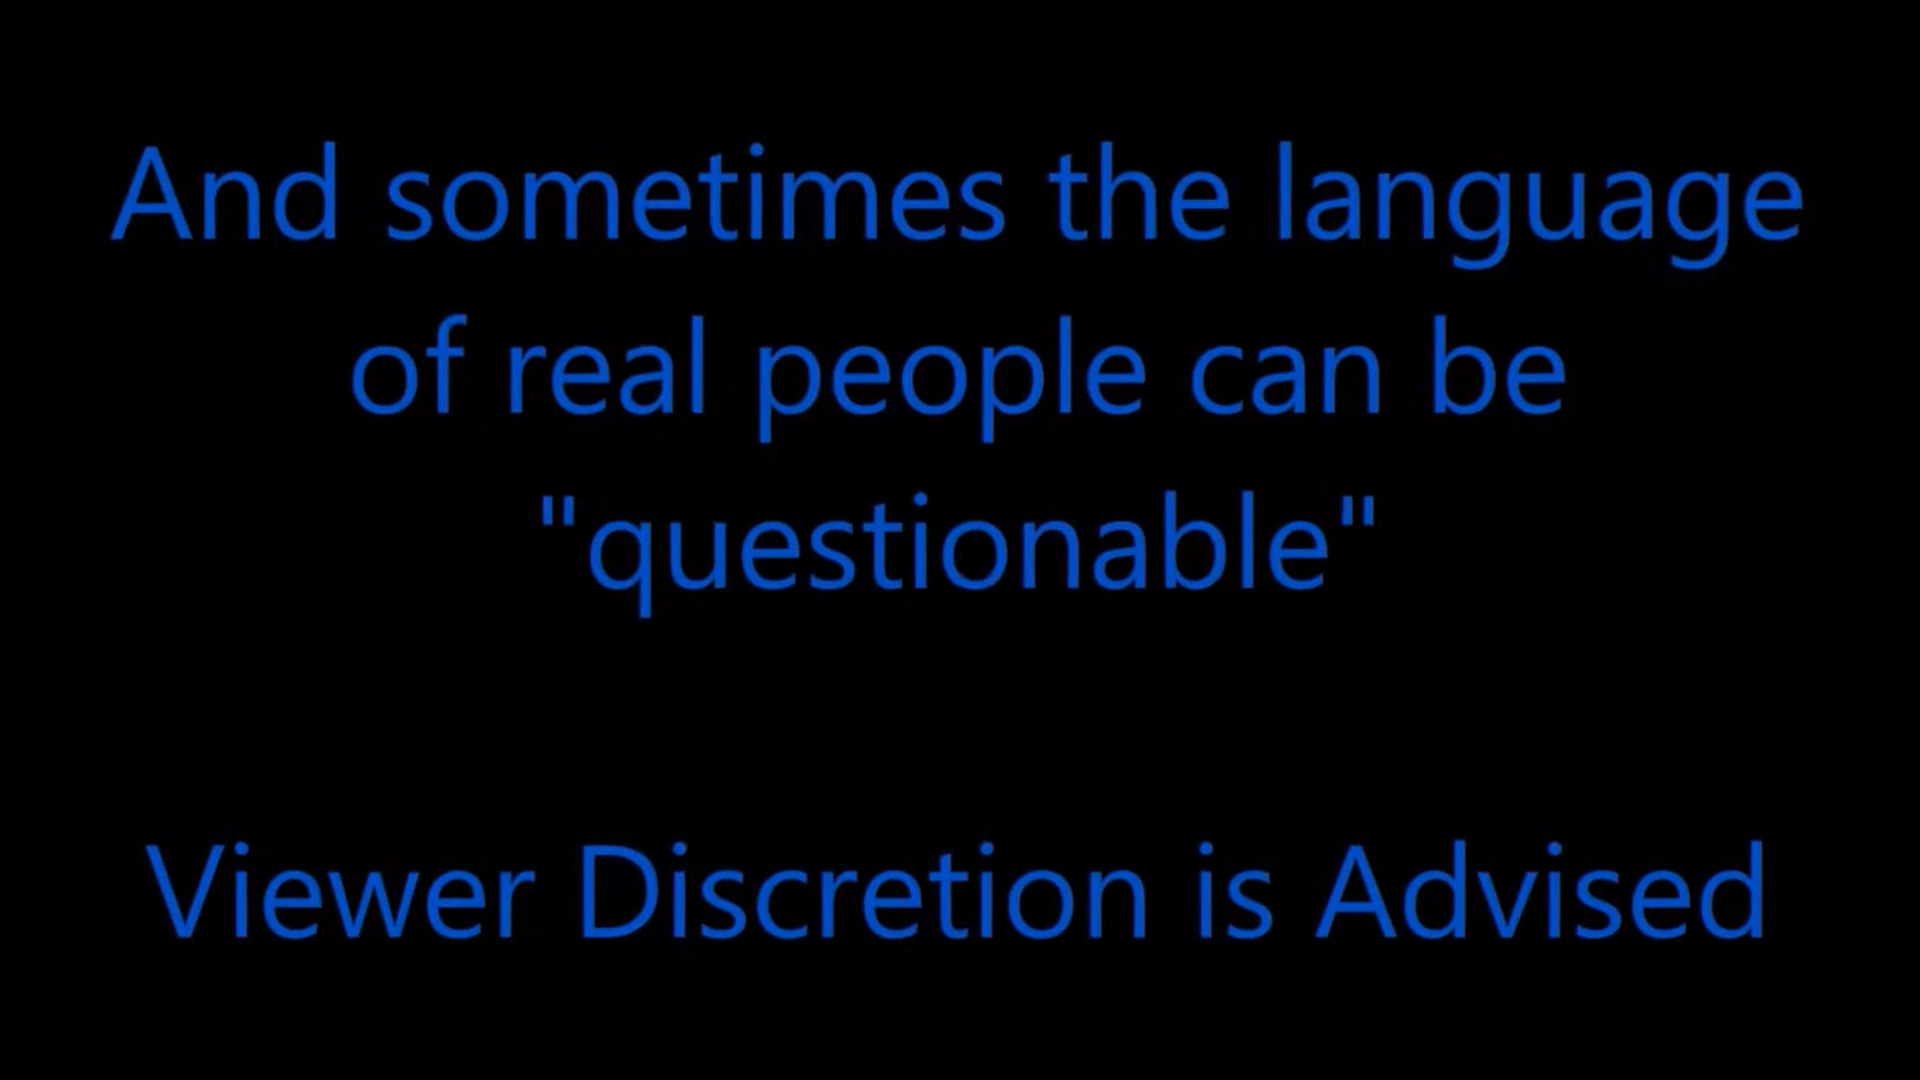 And sometimes the language
of real people can be
"questionable"
Viewer Discretion is Advised